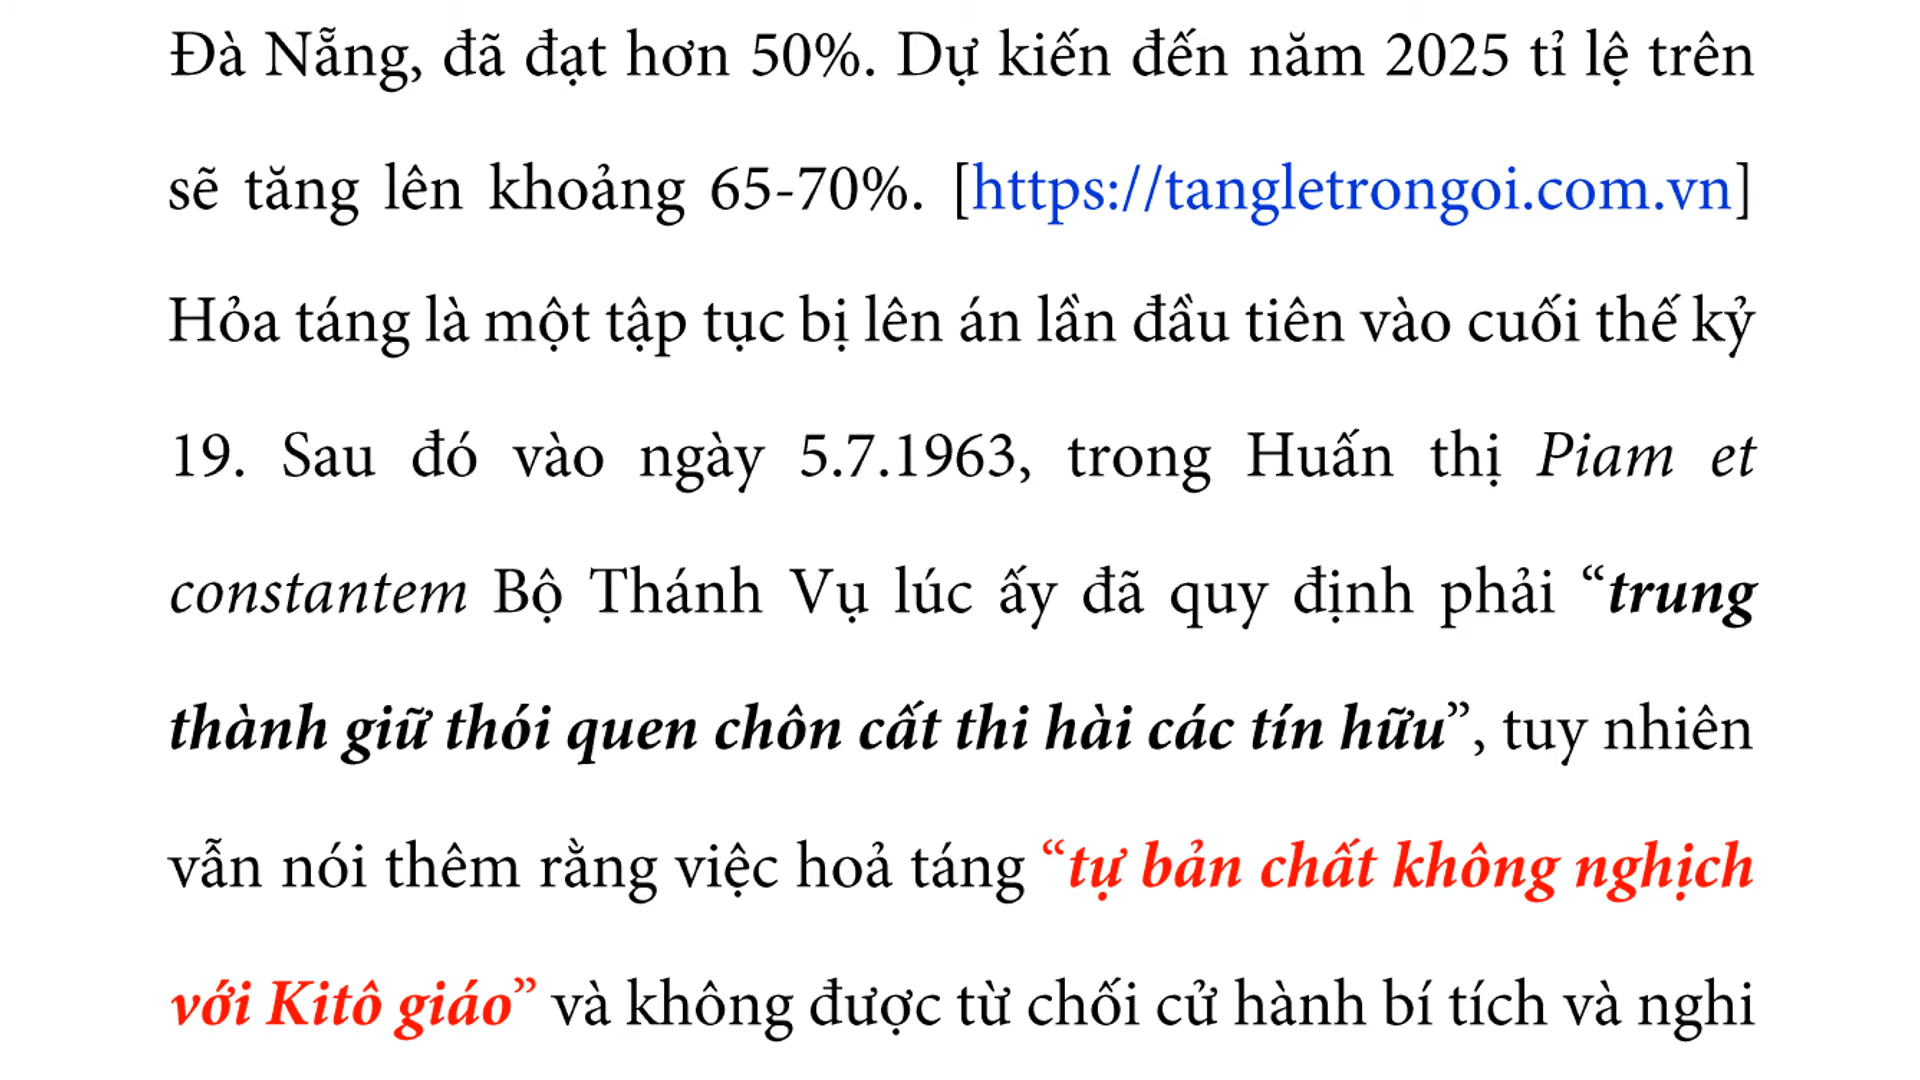 Đà Nẵng, đã đạt hơn 50%. Dự kiến đến năm 2025 tỉ lệ trên
sẽ tăng lên khoảng 65-70%. [https://tangletrongoi.com.vn]
Hỏa táng là một tập tục bị lên án lần đầu tiên vào cuối thế kỷ
19. Sau đó vào ngày 5.7.1963, trong Huấn thị Piam et
constantem Bộ Thánh Vụ lúc ấy đã quy định phải “trung
thành giữ thói quen chôn cất thi hài các tín hữu”, tuy nhiên
vẫn nói thêm rằng việc hoả táng “tự bản chất không nghịch
với Kitô giáo” và không được từ chối cử hành bí tích và nghi